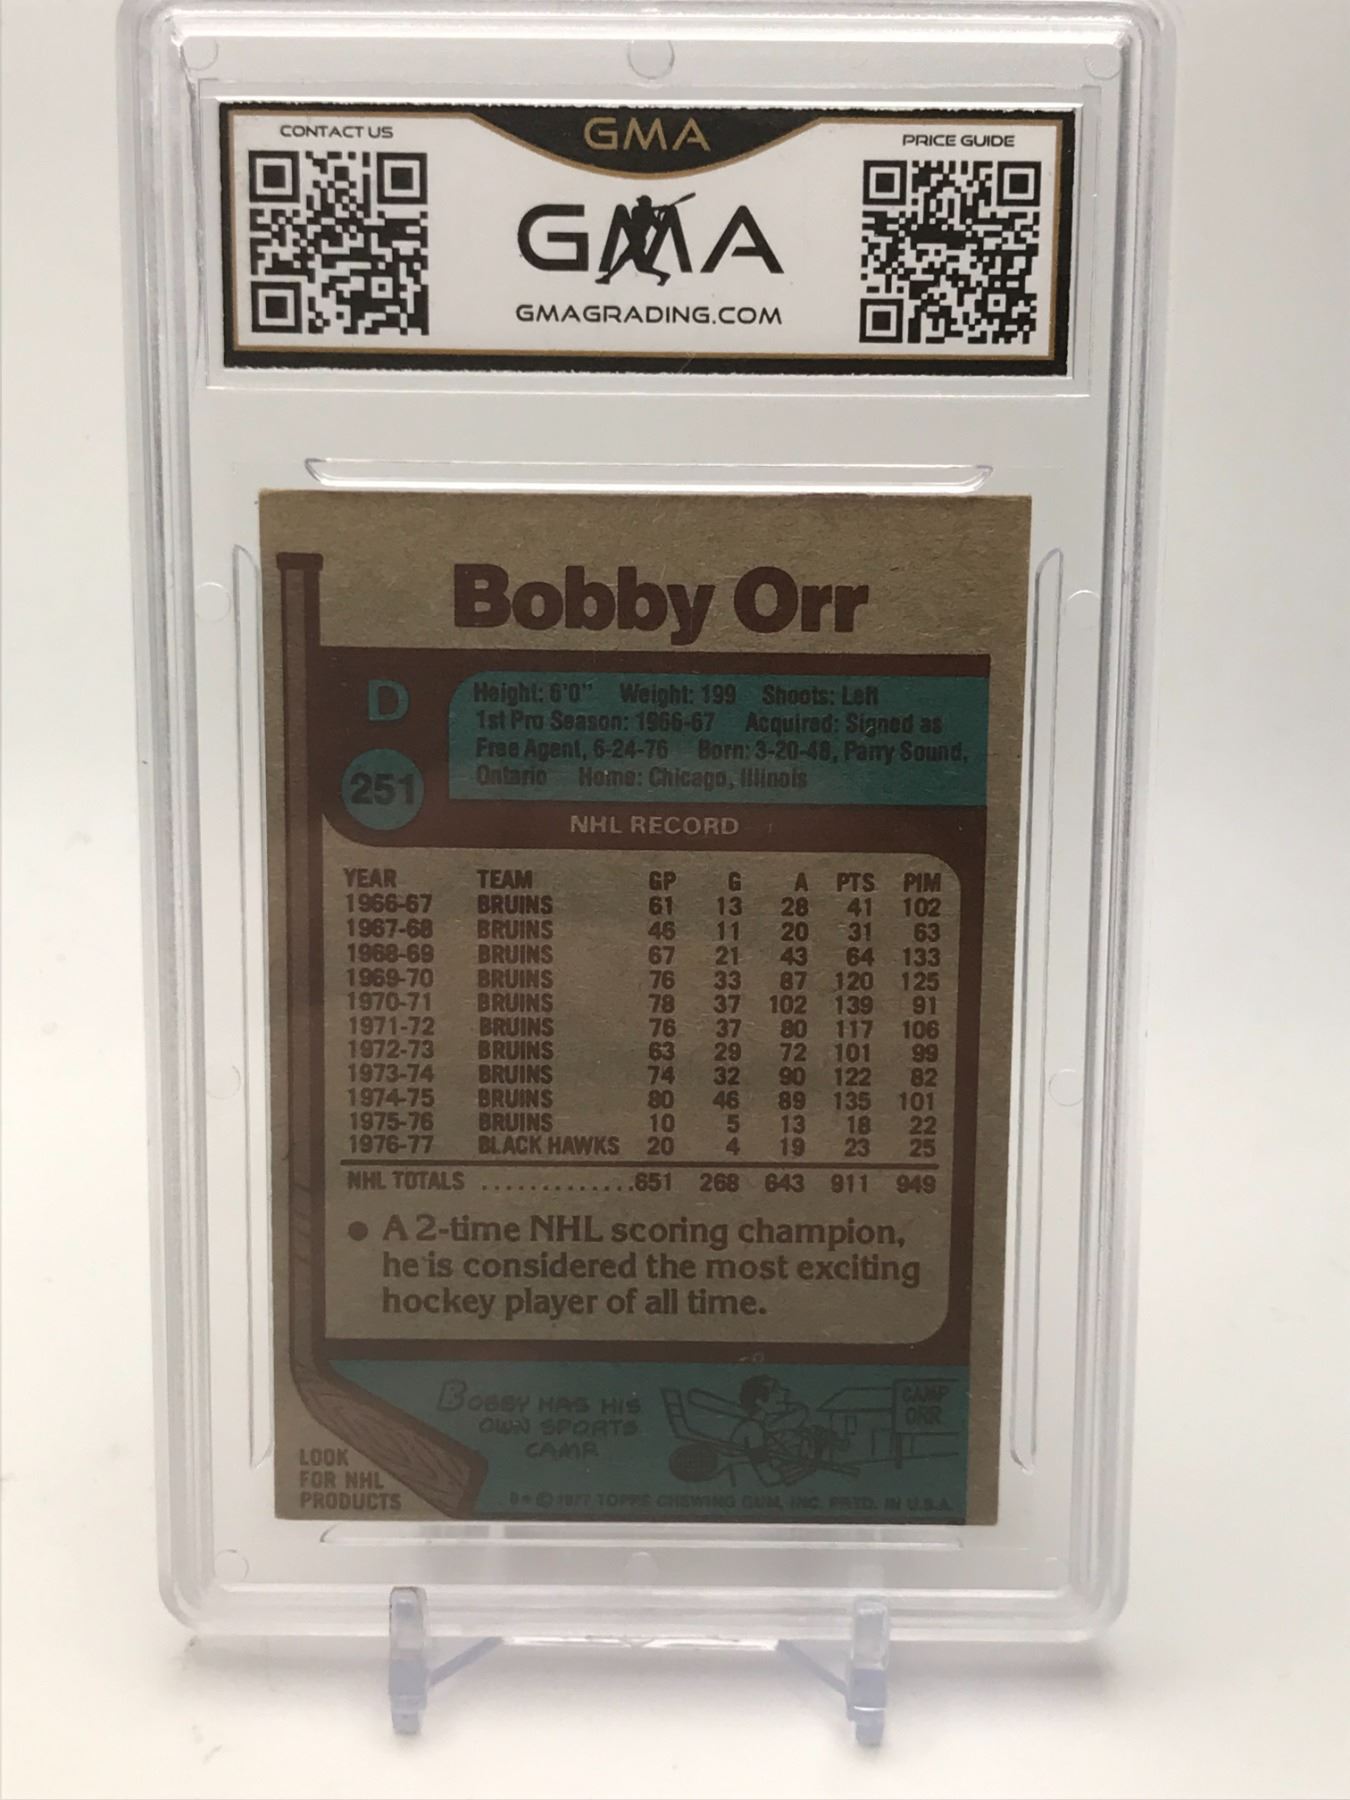 CONTACT US
GMA
PRICE GUIDE
GMA
GMAGRADING.COM
Bobby Orr
D
251
Height: 6'0" Weight: 199 Shoots: Left
1st Pro Season: 1966-67 Acquired: Signed as
Free Agent, 6-24-76 Born: 3-20-48, Parry Sound,
Ontario Home: Chicago, Illinois
NHL RECORD
YEAR TEAM GP G A PTS PIM
1966-67 BRUINS 61 13 28 41 102
1967-68 BRUINS 46 11 20 31 63
1968-69 BRUINS 67 21 43 64 133
1969-70 BRUINS 76 33 87 120 125
1970-71 BRUINS 78 37 102 139 91
1971-72 BRUINS 76 37 80 117 106
1972-73 BRUINS 63 29 72 101 99
1973-74 BRUINS 74 32 90 122 82
1974-75 BRUINS 80 46 89 135 101
1975-76 BRUINS 10 5 13 18 22
1976-77 BLACK HAWKS 20 4 19 23 25
NHL TOTALS .............651 268 643 911 949
● A 2-time NHL scoring champion,
he is considered the most exciting
hockey player of all time.
BOBBY HAS HIS
OWN SPORTS
CAMP
CAMP
ORR
LOOK
FOR NHL
PRODUCTS
© 1977 TOPPS CHEWING GUM, INC. PRTD. IN U.S.A.